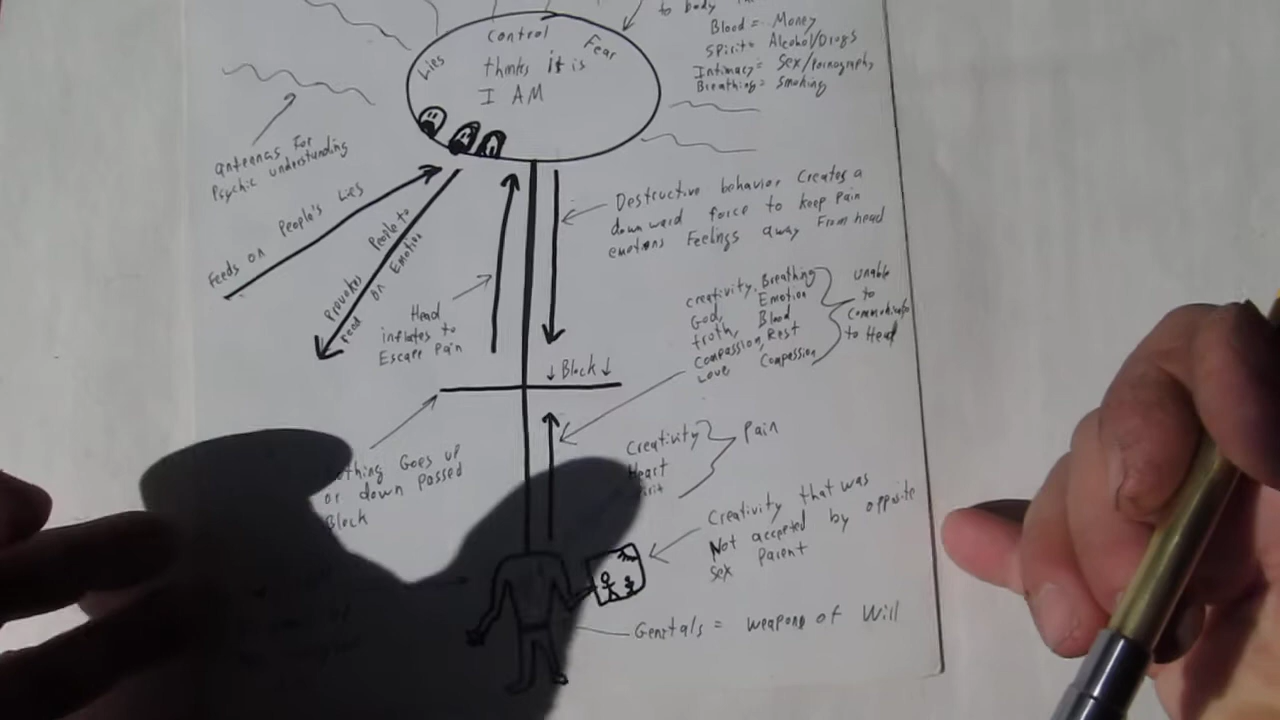 to body
Blood = Money
Spirit= Alcohol/Drugs
Intimacy= Sex/Pornography
Breathing= Smoking
Control
Lies
Fear
thinks it is
I AM
antennas For
Psychic understanding
Feeds on People's Lies
Provokes People to
Feed on Emotion
Head
inflates to
Escape Pain
Destructive behavior Creates a
downward force to keep Pain
emotions Feelings away From head
creativity, Breathing
God, Emotion
truth, Blood
Compassion, Rest
Love Compassion
unable
to
Communicate
to Head
↓ Block ↓
Goes up
or down passed
Block
Creativity
Heart
Pain
Creativity that was
Not accepted by opposite
Sex Parent
Genitals = weapons of Will